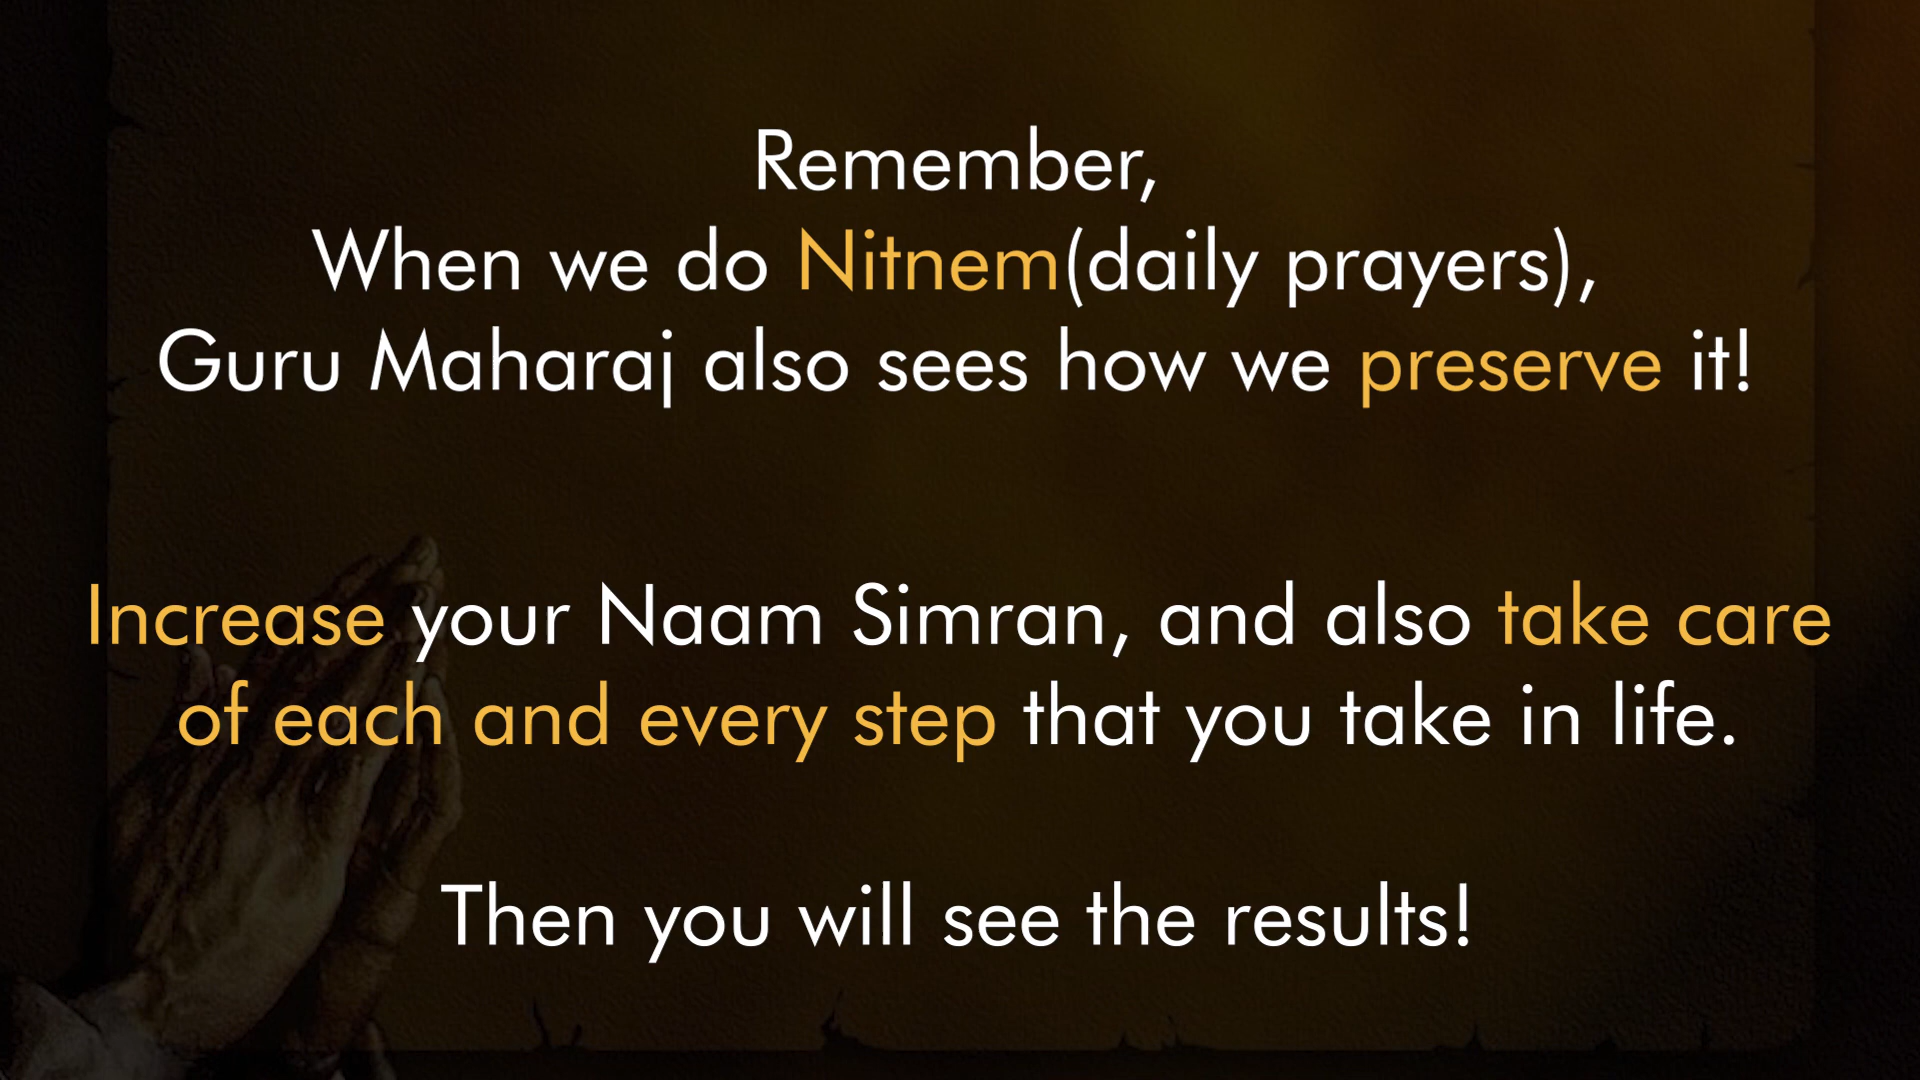 Remember,
When we do Nitnem(daily prayers),
Guru Maharaj also sees how we preserve it!
Increase your Naam Simran, and also take care
of each and every step that you take in life.
Then you will see the results!